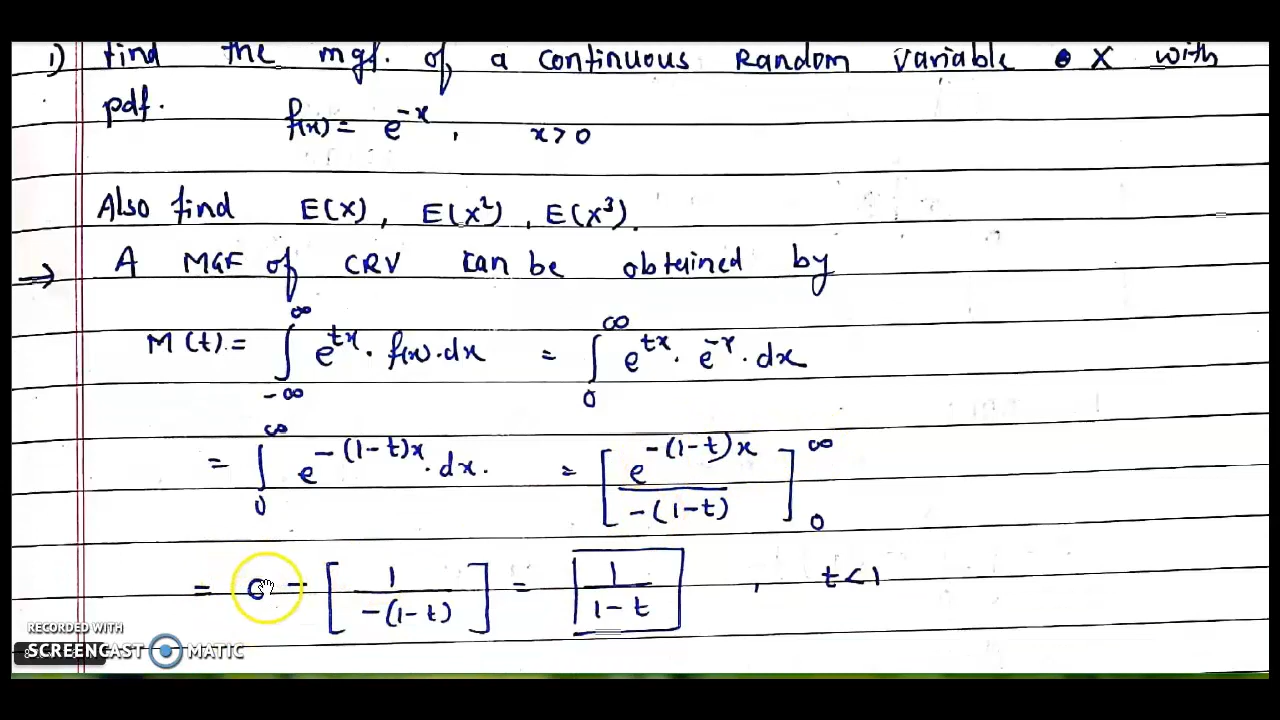 1) find the mgf. of a continuous Random variable X with
pdf. f(x) = e^{-x}, x > 0
Also find E(X), E(X²), E(X³).
→ A MGF of CRV can be obtained by
M(t) = ∫_{-∞}^{∞} e^{tx} · f(x) · dx = ∫_{0}^{∞} e^{tx} · e^{-x} · dx
= ∫_{0}^{∞} e^{-(1-t)x} · dx. = [ e^{-(1-t)x} / -(1-t) ]_{0}^{∞}
= 0 - [ 1 / -(1-t) ] = 1 / 1-t , t<1
RECORDED WITH
SCREENCAST MATIC